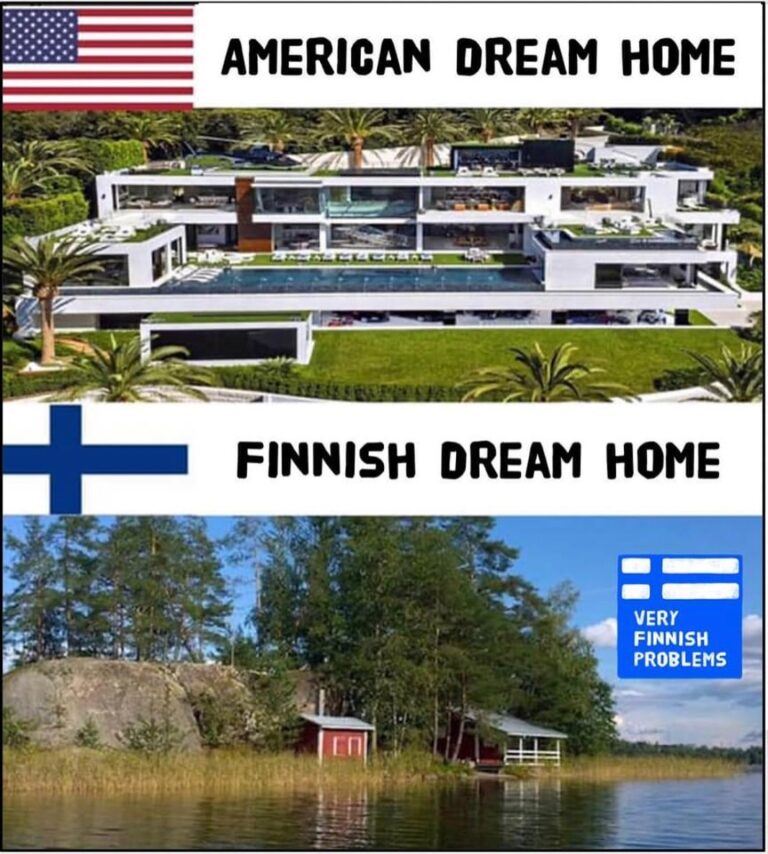 AMERICAN DREAM HOME
FINNISH DREAM HOME
VERY
FINNISH
PROBLEMS